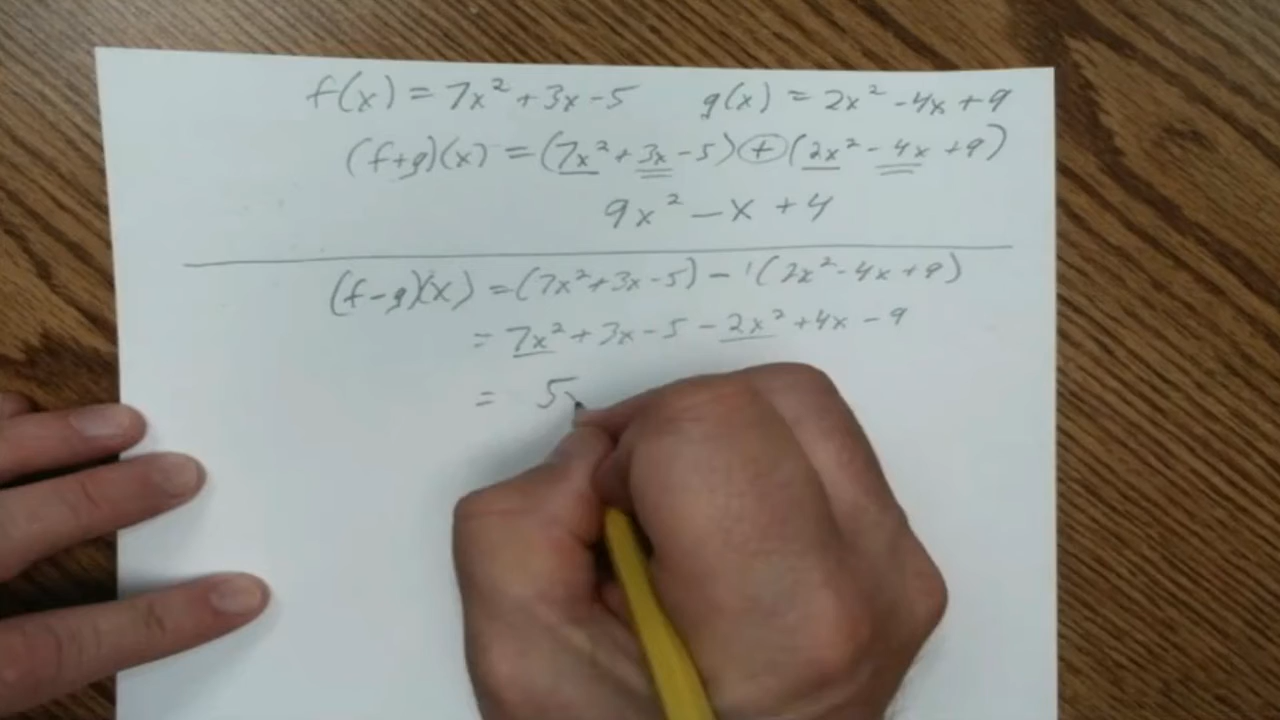 f(x) = 7x² + 3x - 5 g(x) = 2x² - 4x + 9
(f+g)(x) = (7x² + 3x - 5) + (2x² - 4x + 9)
9x² - x + 4
(f-g)(x) = (7x² + 3x - 5) - 1(2x² - 4x + 9)
= 7x² + 3x - 5 - 2x² + 4x - 9
= 5x